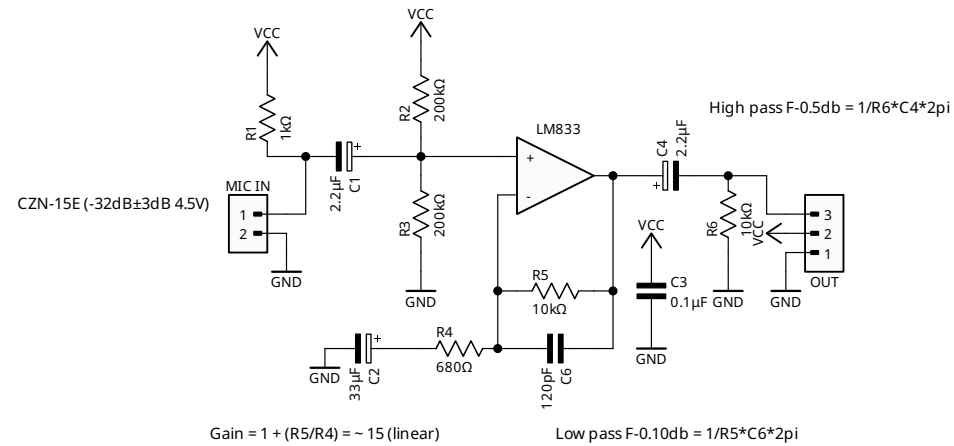 VCC
VCC
R1
1kΩ
R2
200kΩ
LM833
High pass F-0.5db = 1/R6*C4*2pi
+
-
2.2µF
+
C1
C4
2.2µF
+
CZN-15E (-32dB±3dB 4.5V)
MIC IN
1
2
GND
R3
200kΩ
GND
R6
10kΩ
GND
VCC
3
2
1
OUT
GND
VCC
C3
0.1µF
GND
R5
10kΩ
R4
680Ω
GND
33µF
+
C2
120pF
C6
Gain = 1 + (R5/R4) = ~ 15 (linear)
Low pass F-0.10db = 1/R5*C6*2pi